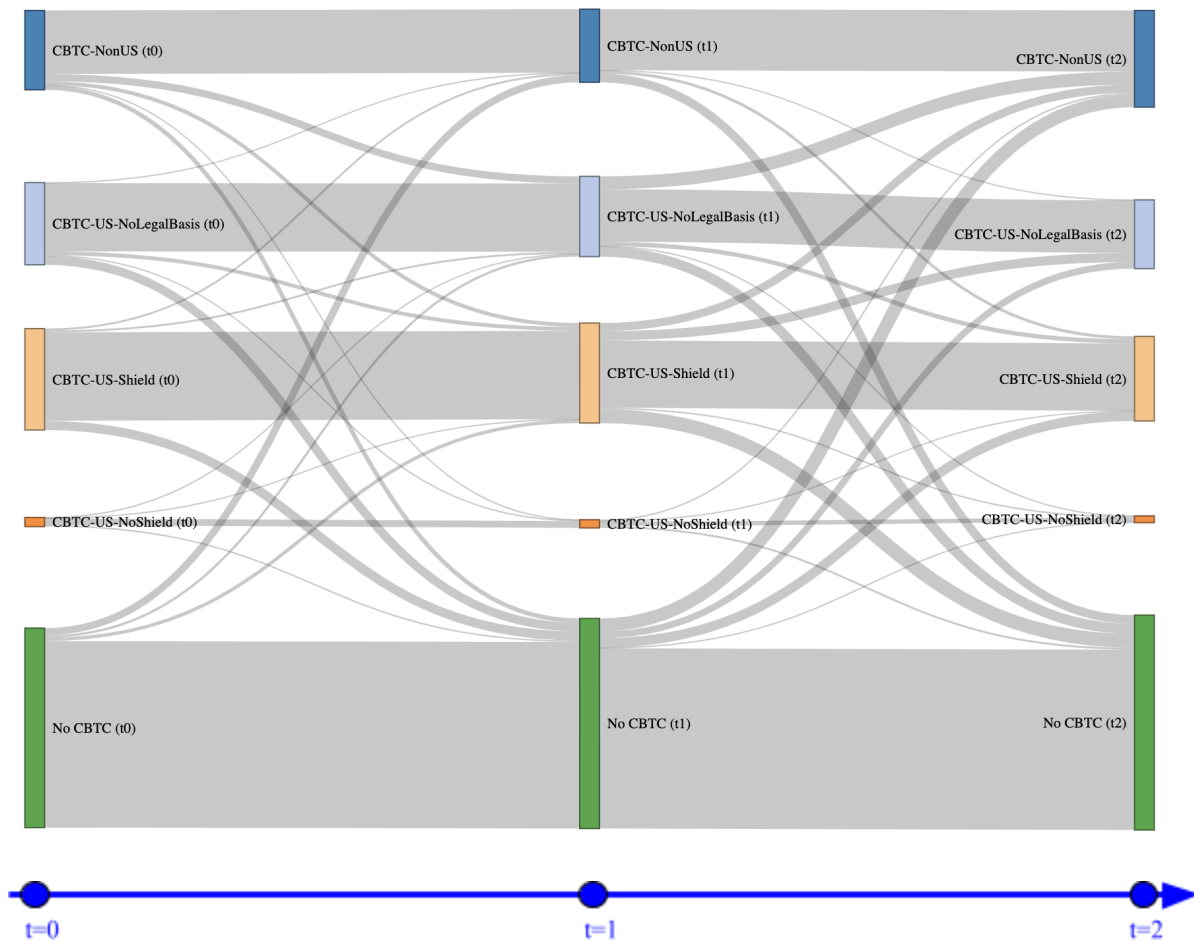 CBTC-NonUS (t0)
CBTC-NonUS (t1)
CBTC-NonUS (t2)
CBTC-US-NoLegalBasis (t0)
CBTC-US-NoLegalBasis (t1)
CBTC-US-NoLegalBasis (t2)
CBTC-US-Shield (t0)
CBTC-US-Shield (t1)
CBTC-US-Shield (t2)
CBTC-US-NoShield (t0)
CBTC-US-NoShield (t1)
CBTC-US-NoShield (t2)
No CBTC (t0)
No CBTC (t1)
No CBTC (t2)
t=0
t=1
t=2